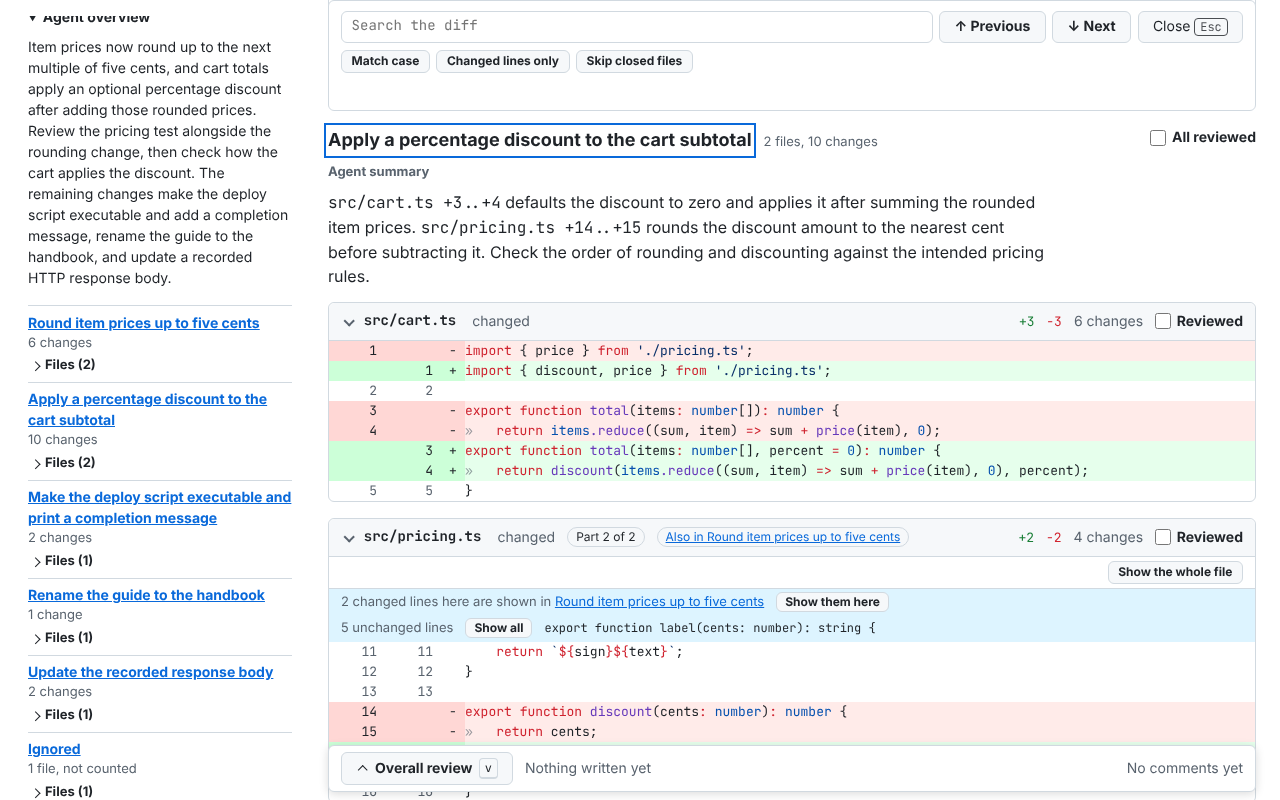 ▼ Agent overview
Item prices now round up to the next
multiple of five cents, and cart totals
apply an optional percentage discount
after adding those rounded prices.
Review the pricing test alongside the
rounding change, then check how the
cart applies the discount. The
remaining changes make the deploy
script executable and add a completion
message, rename the guide to the
handbook, and update a recorded
HTTP response body.
Round item prices up to five cents
6 changes
Files (2)
Apply a percentage discount to the
cart subtotal
10 changes
Files (2)
Make the deploy script executable and
print a completion message
2 changes
Files (1)
Rename the guide to the handbook
1 change
Files (1)
Update the recorded response body
2 changes
Files (1)
Ignored
1 file, not counted
Files (1)
Search the diff
↑ Previous
↓ Next
Close Esc
Match case
Changed lines only
Skip closed files
Apply a percentage discount to the cart subtotal 2 files, 10 changes
All reviewed
Agent summary
src/cart.ts +3..+4 defaults the discount to zero and applies it after summing the rounded
item prices. src/pricing.ts +14..+15 rounds the discount amount to the nearest cent
before subtracting it. Check the order of rounding and discounting against the intended pricing
rules.
src/cart.ts changed +3 -3 6 changes Reviewed
1 - import { price } from './pricing.ts';
1 + import { discount, price } from './pricing.ts';
2 2
3 - export function total(items: number[]): number {
4 - » return items.reduce((sum, item) => sum + price(item), 0);
3 + export function total(items: number[], percent = 0): number {
4 + » return discount(items.reduce((sum, item) => sum + price(item), 0), percent);
5 5 }
src/pricing.ts changed Part 2 of 2 Also in Round item prices up to five cents +2 -2 4 changes Reviewed
Show the whole file
2 changed lines here are shown in Round item prices up to five cents Show them here
5 unchanged lines Show all export function label(cents: number): string {
11 11 return `${sign}${text}`;
12 12 }
13 13
14 - export function discount(cents: number): number {
15 - » return cents;
Overall review v Nothing written yet
No comments yet
16 16 }